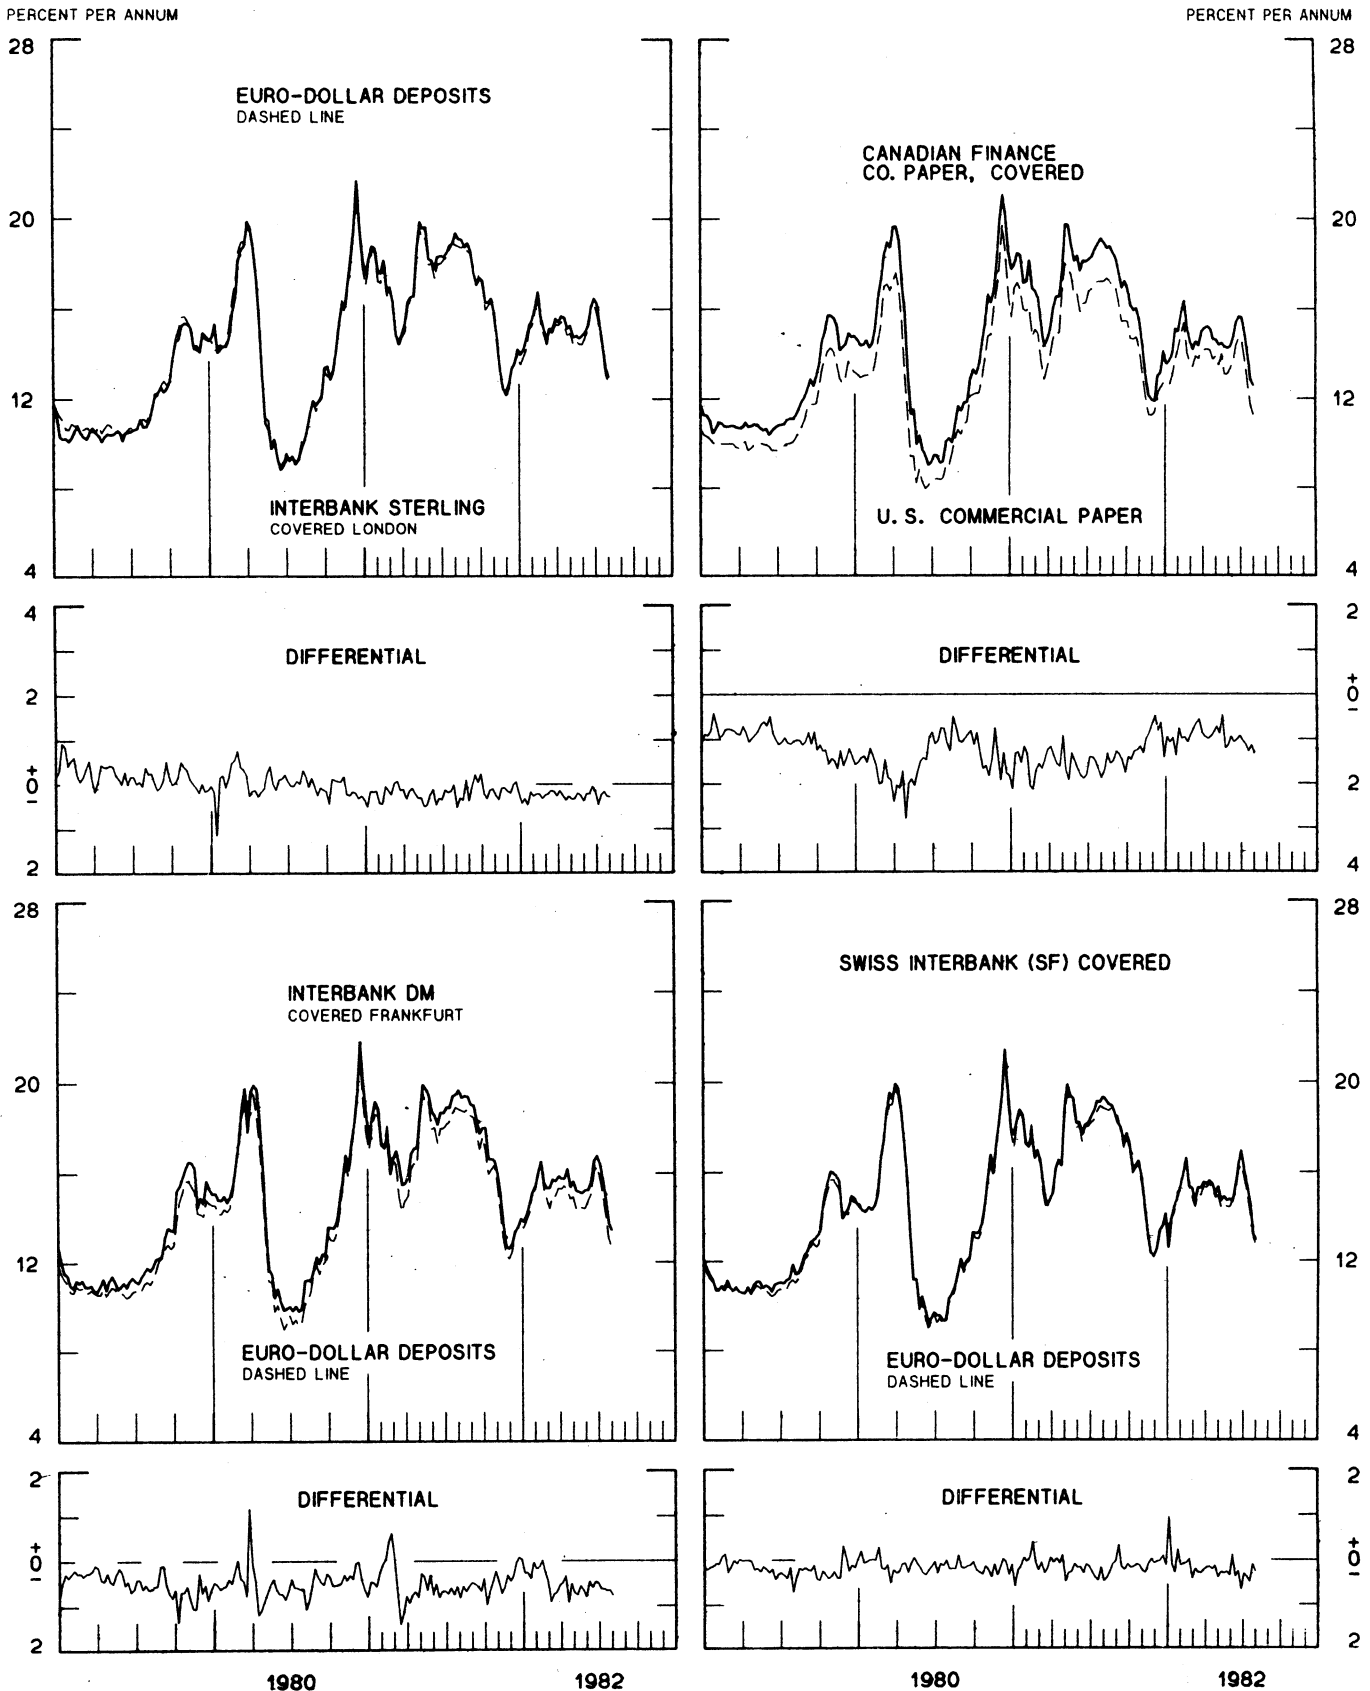 PERCENT PER ANNUM
PERCENT PER ANNUM
28
EURO-DOLLAR DEPOSITS
DASHED LINE
20
12
INTERBANK STERLING
COVERED LONDON
4
28
CANADIAN FINANCE
CO. PAPER, COVERED
20
12
U. S. COMMERCIAL PAPER
4
4
DIFFERENTIAL
2
+
0
−
2
2
DIFFERENTIAL
+
0
−
2
4
28
INTERBANK DM
COVERED FRANKFURT
20
12
EURO-DOLLAR DEPOSITS
DASHED LINE
4
28
SWISS INTERBANK (SF) COVERED
20
12
EURO-DOLLAR DEPOSITS
DASHED LINE
4
2
DIFFERENTIAL
+
0
−
2
2
DIFFERENTIAL
+
0
−
2
1980
1982
1980
1982